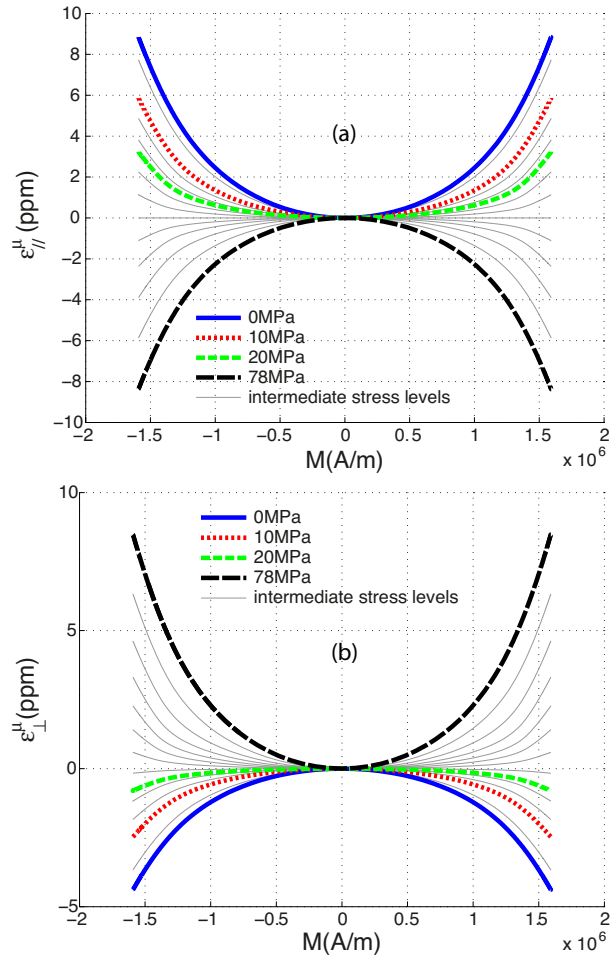 10
8
6
4
2
0
−2
−4
−6
−8
−10
ε//μ (ppm)
(a)
0MPa
10MPa
20MPa
78MPa
intermediate stress levels
−2 −1.5 −1 −0.5 0 0.5 1 1.5 2
M(A/m)
x 10^6
10
5
0
−5
ε⊥μ(ppm)
0MPa
10MPa
20MPa
78MPa
intermediate stress levels
(b)
−2 −1.5 −1 −0.5 0 0.5 1 1.5 2
M(A/m)
x 10^6